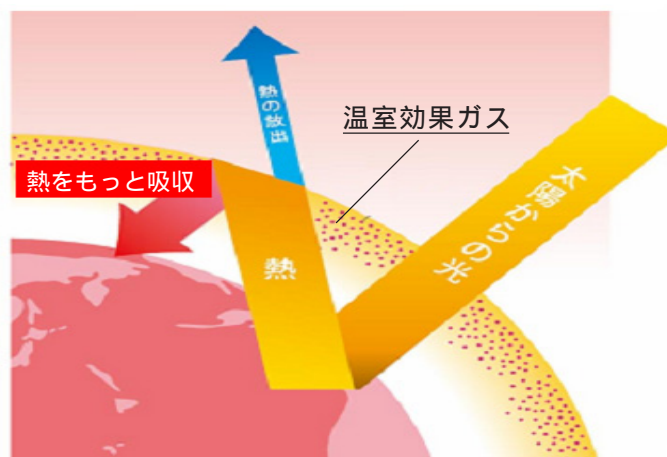 熱の放出
温室効果ガス
熱をもっと吸収
太陽からの光
熱